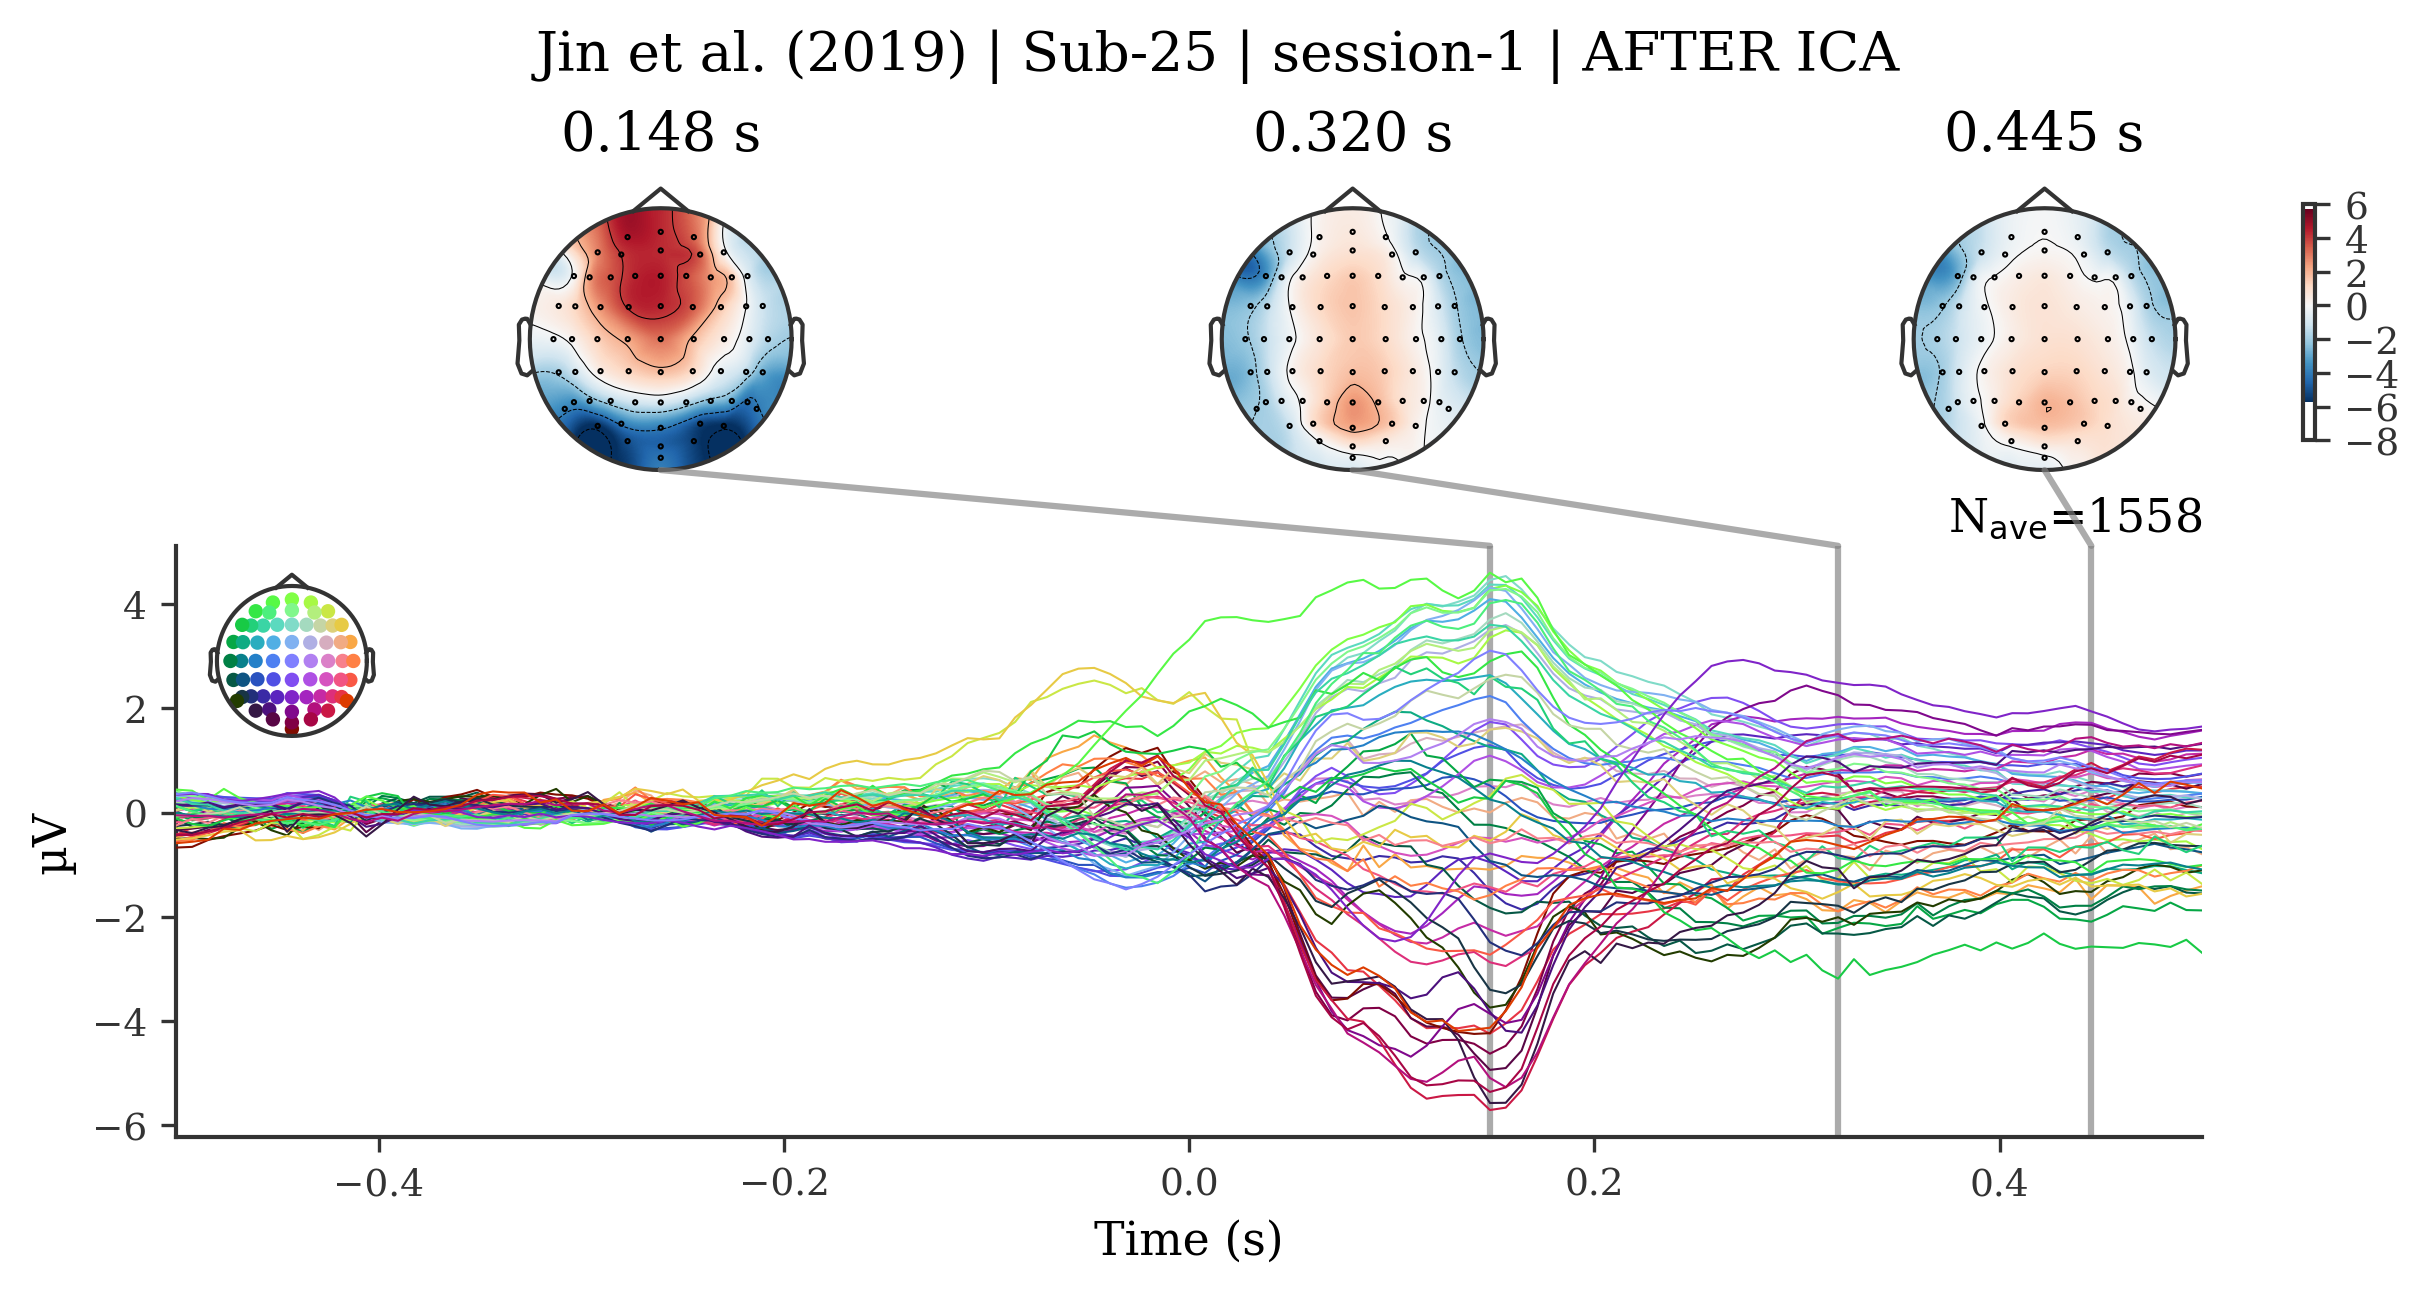 Jin et al. (2019) | Sub-25 | session-1 | AFTER ICA
0.148 s
0.320 s
0.445 s
6
4
2
0
−2
−4
−6
−8
Nave=1558
4
2
0
−2
−4
−6
µV
−0.4
−0.2
0.0
0.2
0.4
Time (s)